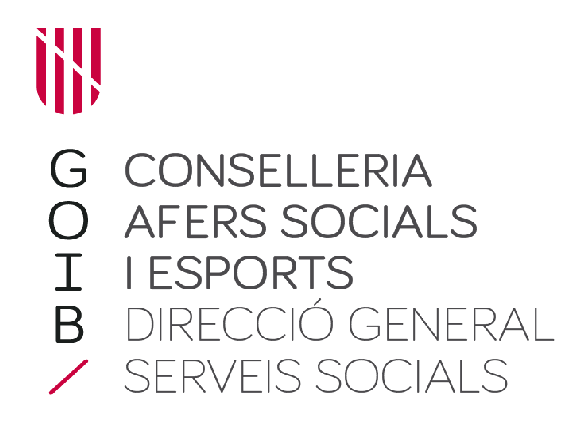 G CONSELLERIA
O AFERS SOCIALS
I I ESPORTS
B DIRECCIÓ GENERAL
/ SERVEIS SOCIALS